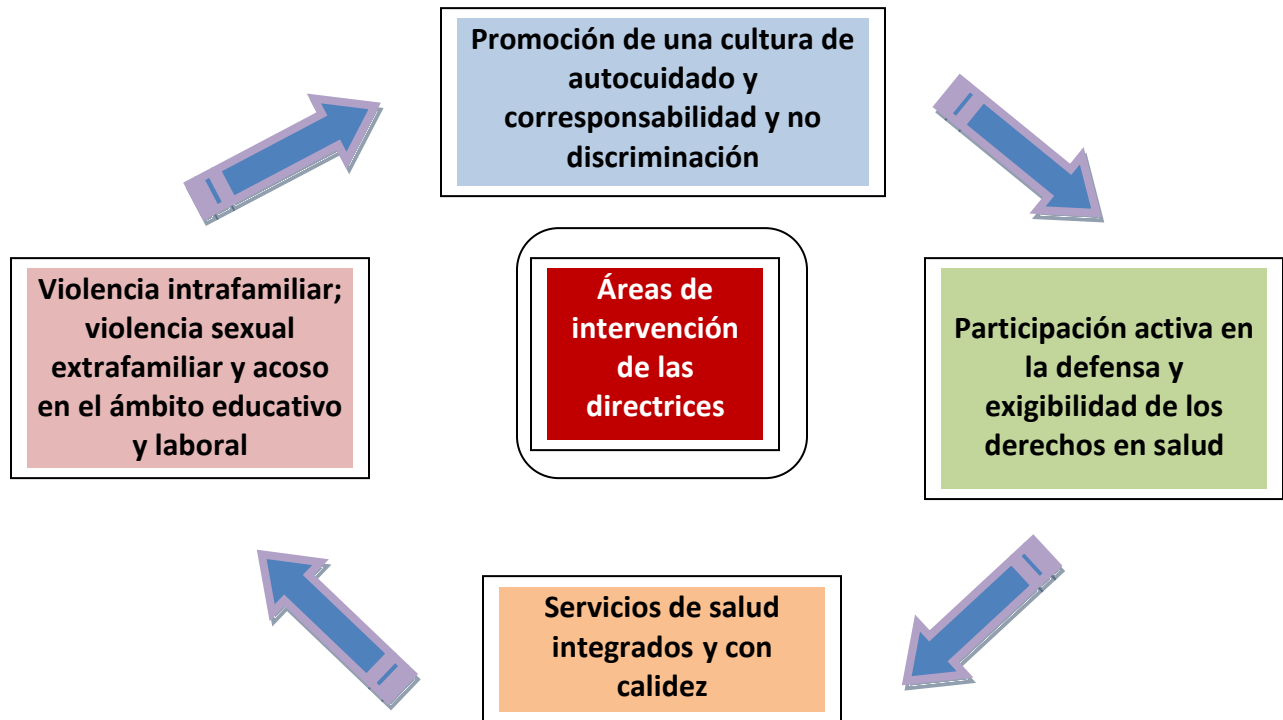 Promoción de una cultura de
autocuidado y
corresponsabilidad y no
discriminación
Violencia intrafamiliar;
violencia sexual
extrafamiliar y acoso
en el ámbito educativo
y laboral
Áreas de
intervención
de las
directrices
Participación activa en
la defensa y
exigibilidad de los
derechos en salud
Servicios de salud
integrados y con
calidez